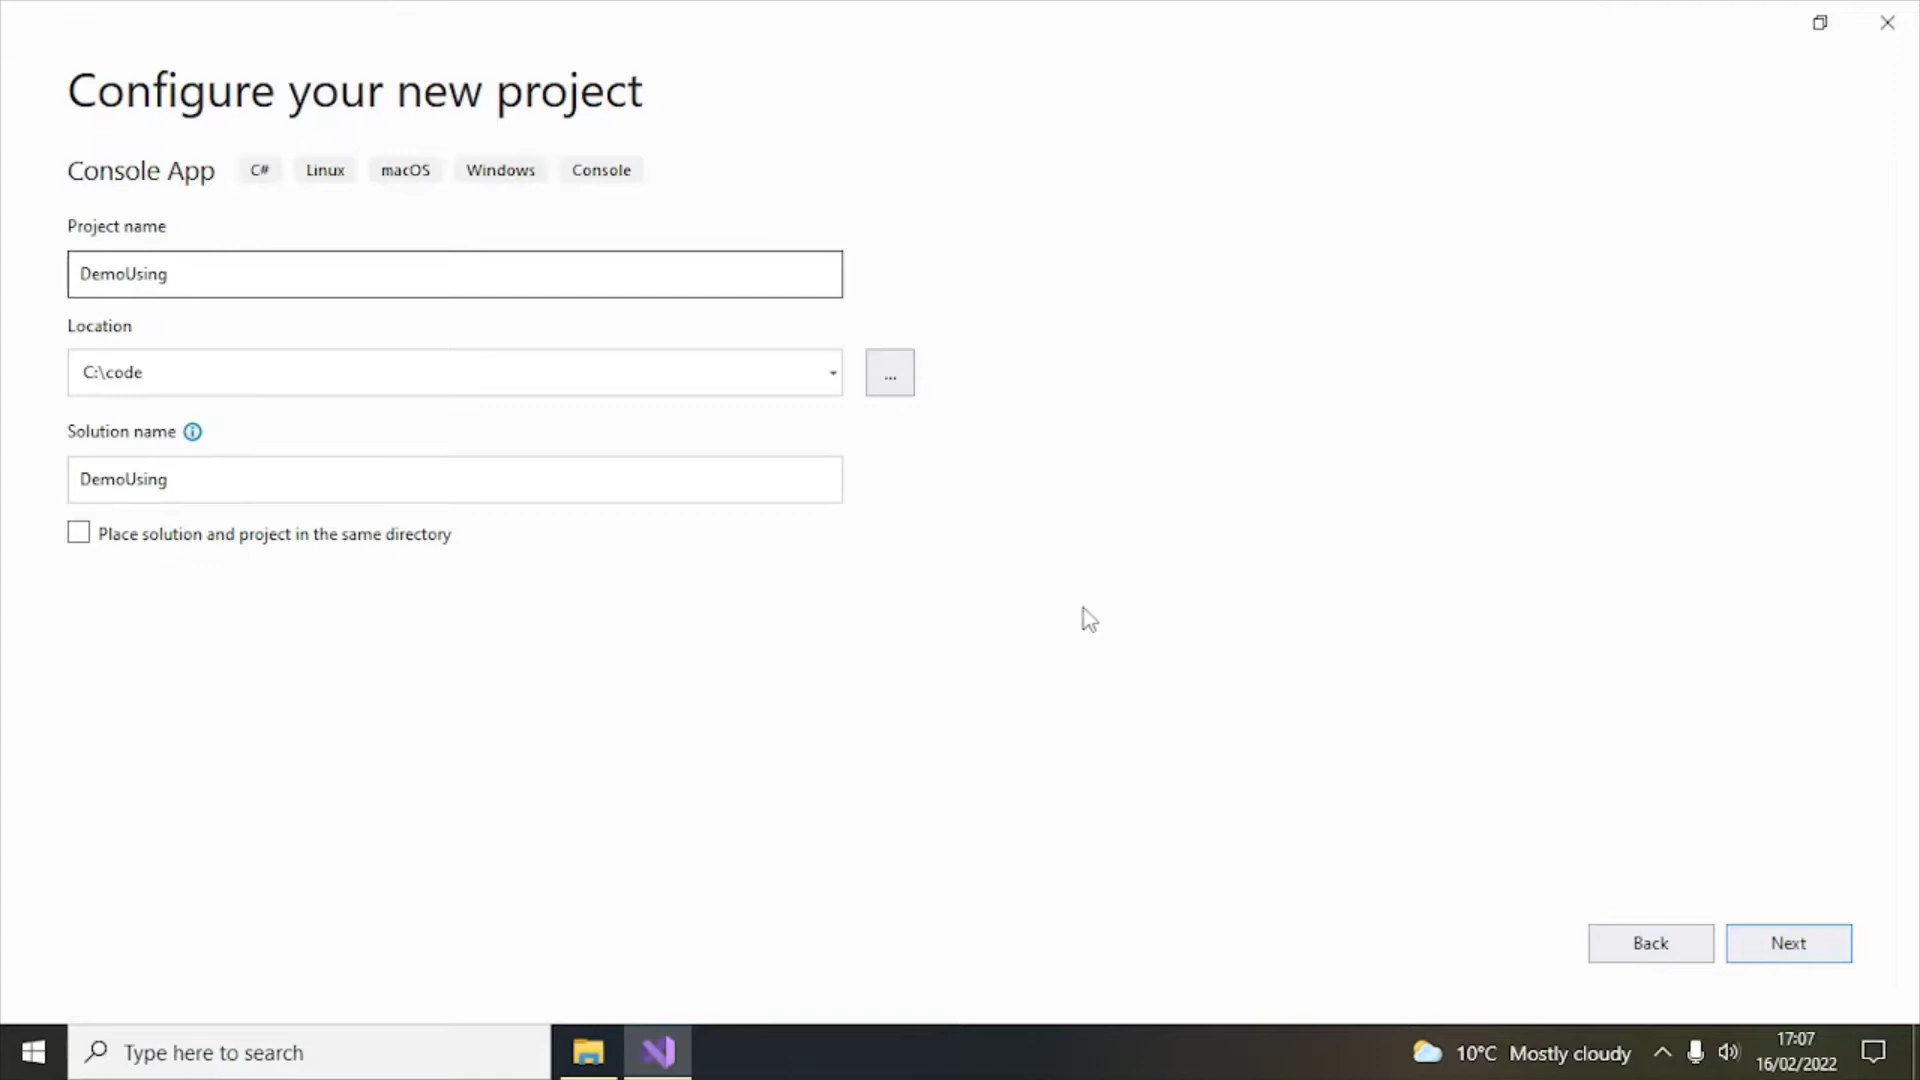 Configure your new project
Console App C# Linux macOS Windows Console
Project name
DemoUsing
Location
C:\code
...
Solution name
DemoUsing
Place solution and project in the same directory
Back Next
Type here to search
10°C Mostly cloudy
17:07
16/02/2022